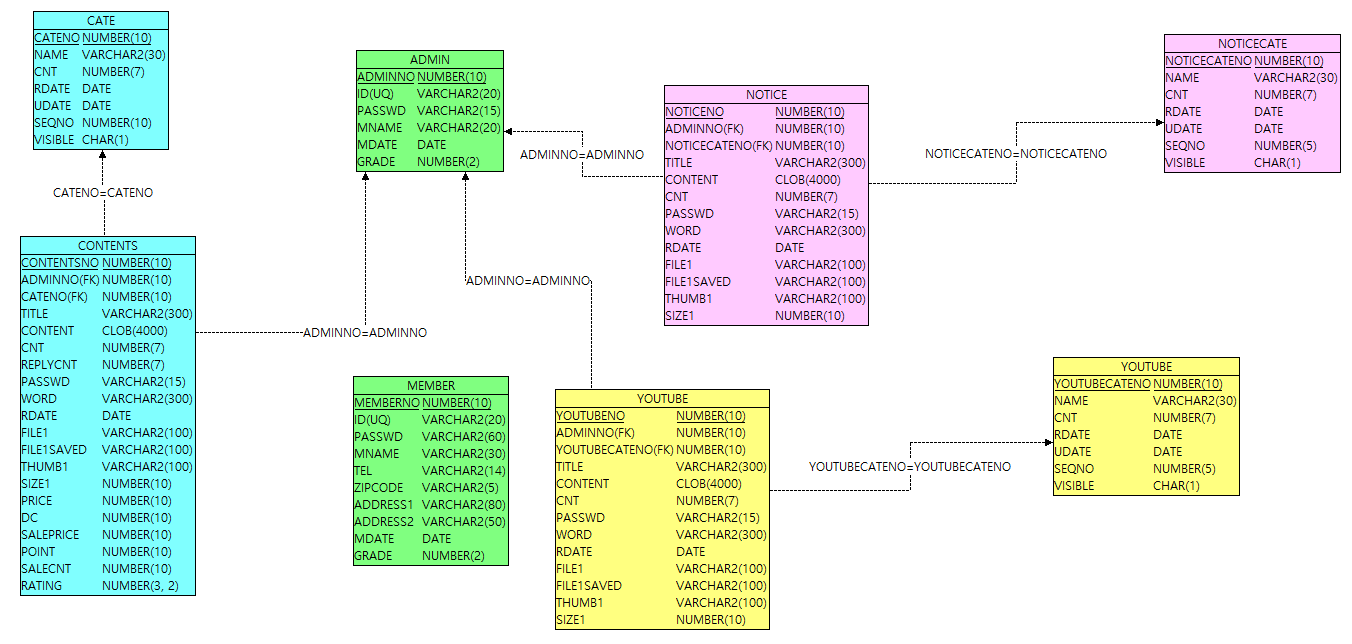 CATE
CATENO NUMBER(10)
NAME VARCHAR2(30)
CNT NUMBER(7)
RDATE DATE
UDATE DATE
SEQNO NUMBER(10)
VISIBLE CHAR(1)
CATENO=CATENO
CONTENTS
CONTENTSNO NUMBER(10)
ADMINNO(FK) NUMBER(10)
CATENO(FK) NUMBER(10)
TITLE VARCHAR2(300)
CONTENT CLOB(4000)
CNT NUMBER(7)
REPLYCNT NUMBER(7)
PASSWD VARCHAR2(15)
WORD VARCHAR2(300)
RDATE DATE
FILE1 VARCHAR2(100)
FILE1SAVED VARCHAR2(100)
THUMB1 VARCHAR2(100)
SIZE1 NUMBER(10)
PRICE NUMBER(10)
DC NUMBER(10)
SALEPRICE NUMBER(10)
POINT NUMBER(10)
SALECNT NUMBER(10)
RATING NUMBER(3, 2)
ADMINNO=ADMINNO
ADMIN
ADMINNO NUMBER(10)
ID(UQ) VARCHAR2(20)
PASSWD VARCHAR2(15)
MNAME VARCHAR2(20)
MDATE DATE
GRADE NUMBER(2)
ADMINNO=ADMINNO
ADMINNO=ADMINNO
MEMBER
MEMBERNO NUMBER(10)
ID(UQ) VARCHAR2(20)
PASSWD VARCHAR2(60)
MNAME VARCHAR2(30)
TEL VARCHAR2(14)
ZIPCODE VARCHAR2(5)
ADDRESS1 VARCHAR2(80)
ADDRESS2 VARCHAR2(50)
MDATE DATE
GRADE NUMBER(2)
NOTICE
NOTICENO NUMBER(10)
ADMINNO(FK) NUMBER(10)
NOTICECATENO(FK) NUMBER(10)
TITLE VARCHAR2(300)
CONTENT CLOB(4000)
CNT NUMBER(7)
PASSWD VARCHAR2(15)
WORD VARCHAR2(300)
RDATE DATE
FILE1 VARCHAR2(100)
FILE1SAVED VARCHAR2(100)
THUMB1 VARCHAR2(100)
SIZE1 NUMBER(10)
NOTICECATENO=NOTICECATENO
NOTICECATE
NOTICECATENO NUMBER(10)
NAME VARCHAR2(30)
CNT NUMBER(7)
RDATE DATE
UDATE DATE
SEQNO NUMBER(5)
VISIBLE CHAR(1)
YOUTUBE
YOUTUBENO NUMBER(10)
ADMINNO(FK) NUMBER(10)
YOUTUBECATENO(FK) NUMBER(10)
TITLE VARCHAR2(300)
CONTENT CLOB(4000)
CNT NUMBER(7)
PASSWD VARCHAR2(15)
WORD VARCHAR2(300)
RDATE DATE
FILE1 VARCHAR2(100)
FILE1SAVED VARCHAR2(100)
THUMB1 VARCHAR2(100)
SIZE1 NUMBER(10)
YOUTUBECATENO=YOUTUBECATENO
YOUTUBE
YOUTUBECATENO NUMBER(10)
NAME VARCHAR2(30)
CNT NUMBER(7)
RDATE DATE
UDATE DATE
SEQNO NUMBER(5)
VISIBLE CHAR(1)